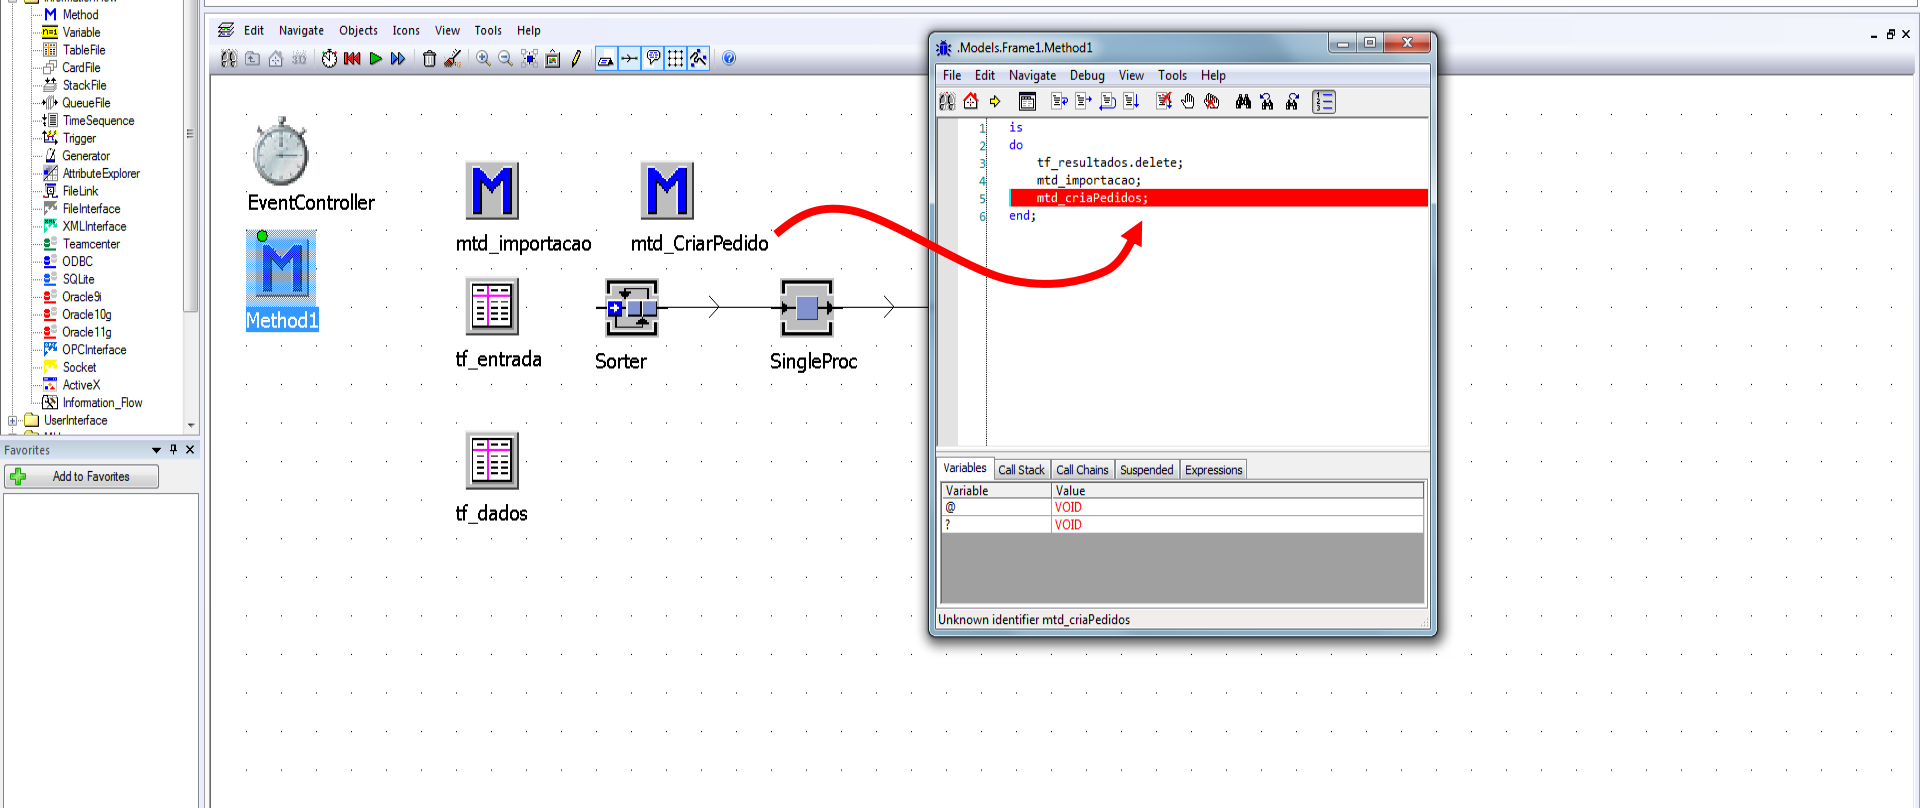 Method
Variable
TableFile
CardFile
StackFile
QueueFile
TimeSequence
Trigger
Generator
AttributeExplorer
FileLink
FileInterface
XMLInterface
Teamcenter
ODBC
SQLite
Oracle9i
Oracle10g
Oracle11g
OPCInterface
Socket
ActiveX
Information_Flow
UserInterface
Favorites
Add to Favorites
Edit Navigate Objects Icons View Tools Help
EventController
Method1
mtd_importacao
mtd_CriarPedido
tf_entrada
Sorter
SingleProc
tf_dados
.Models.Frame1.Method1
File Edit Navigate Debug View Tools Help
1 is
2 do
3 tf_resultados.delete;
4 mtd_importacao;
5 mtd_criaPedidos;
6 end;
Variables Call Stack Call Chains Suspended Expressions
Variable Value
@ VOID
? VOID
Unknown identifier mtd_criaPedidos